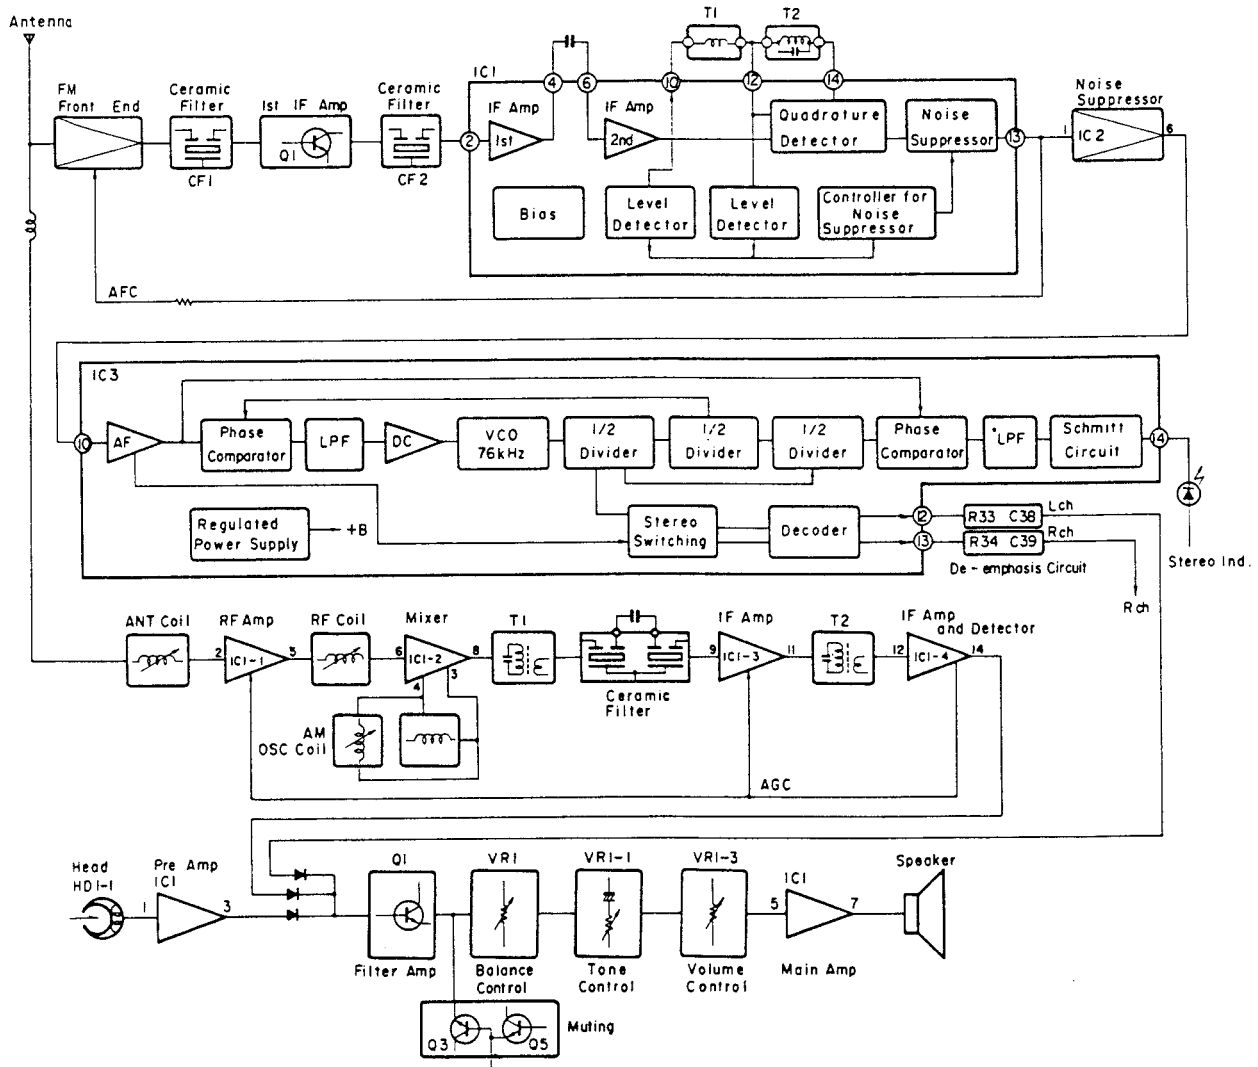 Antenna
FM
Front End
Ceramic
Filter
CF1
1st IF Amp
Q1
Ceramic
Filter
CF2
IC1
2
IF Amp
1st
4
6
IF Amp
2nd
T1
T2
10
12
14
Quadrature
Detector
Noise
Suppressor
13
Noise
Suppressor
1
IC2
6
Bias
Level
Detector
Level
Detector
Controller for
Noise
Suppressor
AFC
IC3
10
AF
Phase
Comparator
LPF
DC
VCO
76kHz
1/2
Divider
1/2
Divider
1/2
Divider
Phase
Comparator
LPF
Schmitt
Circuit
14
Regulated
Power Supply
+B
Stereo
Switching
Decoder
12
13
R33 C38
Lch
R34 C39
Rch
De-emphasis Circuit
Rch
Stereo Ind.
ANT Coil
RF Amp
2
IC1-1
5
RF Coil
Mixer
6
IC1-2
8
4
3
T1
Ceramic
Filter
IF Amp
9
IC1-3
11
T2
IF Amp
and Detector
12
IC1-4
14
AM
OSC Coil
AGC
Head
HD1-1
1
Pre Amp
IC1
3
Q1
Filter Amp
VR1
Balance
Control
VR1-1
Tone
Control
VR1-3
Volume
Control
IC1
5
7
Main Amp
Speaker
Q3
Q5
Muting